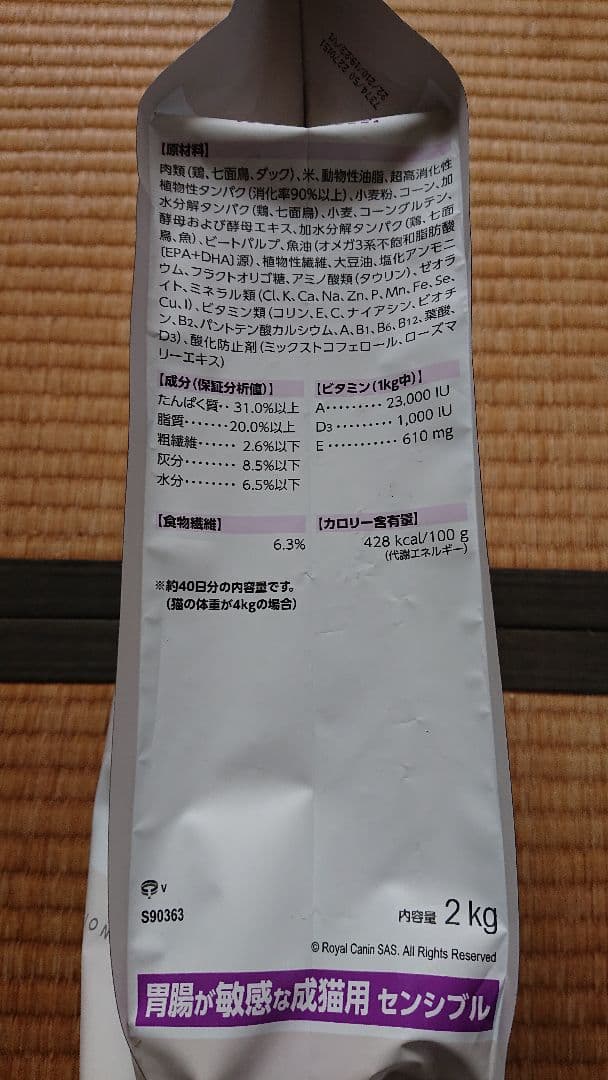 【原材料】
肉類(鶏、七面鳥、ダック)、米、動物性油脂、超高消化性
植物性タンパク(消化率90%以上)、小麦粉、コーン、加
水分解タンパク(鶏、七面鳥)、小麦、コーングルテン、
酵母および酵母エキス、加水分解タンパク(鶏、七面
鳥、魚)、ビートパルプ、魚油(オメガ3系不飽和脂肪酸
[EPA+DHA]源)、植物性繊維、大豆油、塩化アンモニ
ウム、フラクトオリゴ糖、アミノ酸類(タウリン)、ゼオラ
イト、ミネラル類(Cl、K、Ca、Na、Zn、P、Mn、Fe、Se、
Cu、I)、ビタミン類(コリン、E、C、ナイアシン、ビオチ
ン、B2、パントテン酸カルシウム、A、B1、B6、B12、葉酸、
D3)、酸化防止剤(ミックストコフェロール、ローズマ
リーエキス)
【成分(保証分析値)】
たんぱく質‥31.0%以上
脂質‥‥‥20.0%以上
粗繊維‥‥‥2.6%以下
灰分‥‥‥‥8.5%以下
水分‥‥‥‥6.5%以下
【ビタミン(1kg中)】
A‥‥‥‥23,000 IU
D3‥‥‥‥1,000 IU
E‥‥‥‥‥610 mg
【食物繊維】
6.3%
【カロリー含有量】
428 kcal/100 g
(代謝エネルギー)
※約40日分の内容量です。
(猫の体重が4kgの場合)
V
S90363
内容量 2 kg
© Royal Canin SAS. All Rights Reserved
胃腸が敏感な成猫用 センシブル